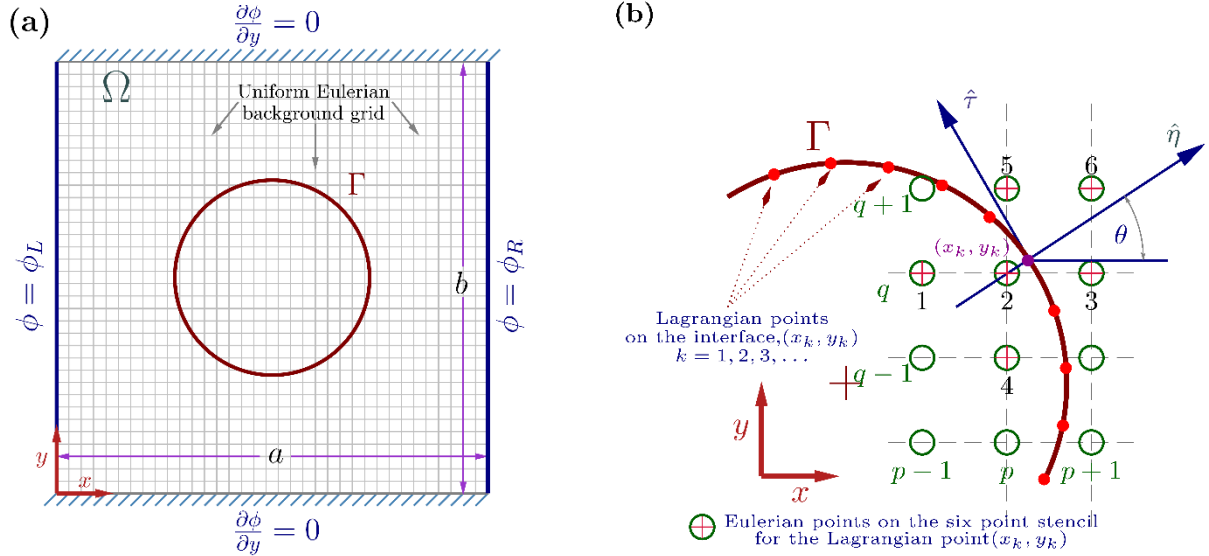 (a)
∂ϕ/∂y = 0
Ω
Uniform Eulerian
background grid
Γ
ϕ = ϕ_L
ϕ = ϕ_R
b
a
y
x
∂ϕ/∂y = 0
(b)
τ̂
η̂
Γ
5
6
q + 1
θ
(x_k, y_k)
q
1
2
3
Lagrangian points
on the interface,(x_k, y_k)
k = 1, 2, 3, . . .
q − 1
4
y
x
p − 1
p
p + 1
Eulerian points on the six point stencil
for the Lagrangian point(x_k, y_k)